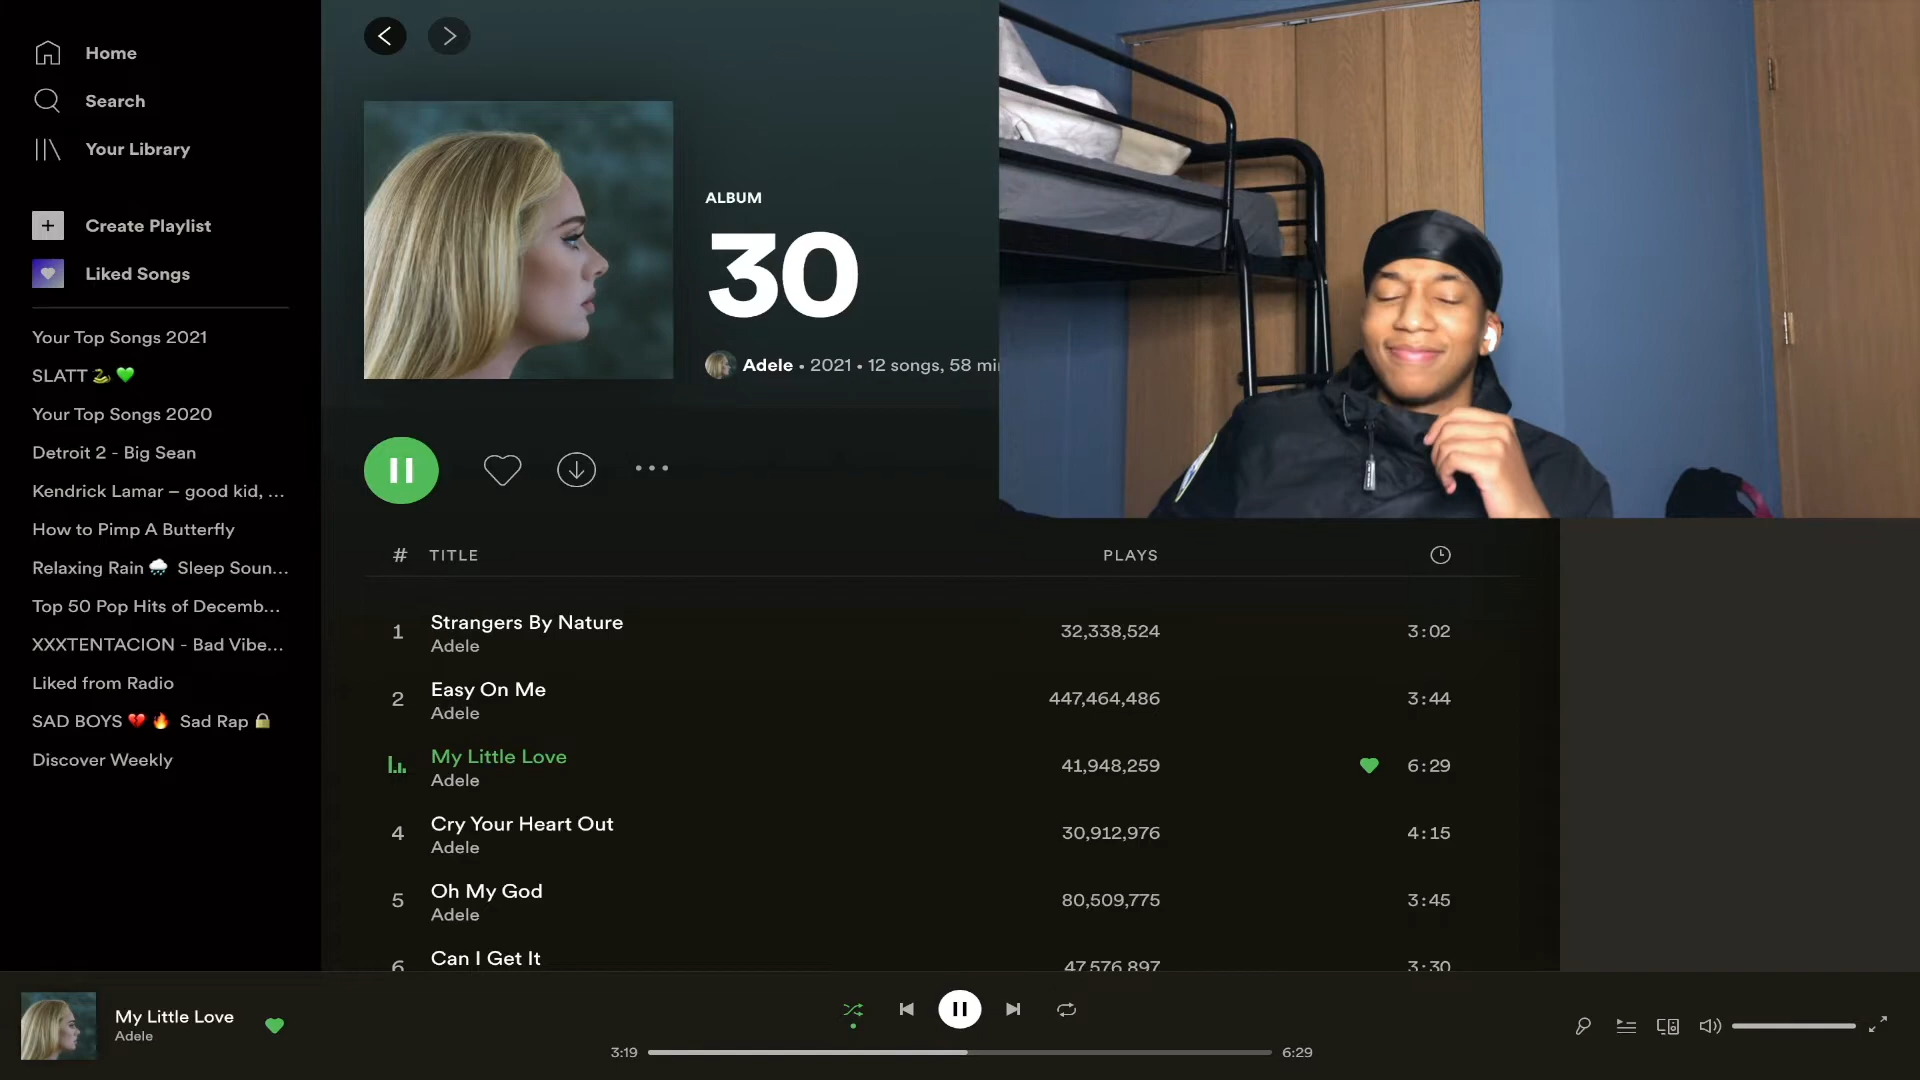 Home
Search
Your Library
Create Playlist
Liked Songs
Your Top Songs 2021
SLATT 🐍 💚
Your Top Songs 2020
Detroit 2 - Big Sean
Kendrick Lamar – good kid, ...
How to Pimp A Butterfly
Relaxing Rain 🌧 Sleep Soun...
Top 50 Pop Hits of Decemb...
XXXTENTACION - Bad Vibe...
Liked from Radio
SAD BOYS 💔 🔥 Sad Rap 🔒
Discover Weekly
ALBUM
30
Adele • 2021 • 12 songs, 58 mi
# TITLE PLAYS
1 Strangers By Nature 32,338,524 3:02
Adele
2 Easy On Me 447,464,486 3:44
Adele
My Little Love 41,948,259 6:29
Adele
4 Cry Your Heart Out 30,912,976 4:15
Adele
5 Oh My God 80,509,775 3:45
Adele
6 Can I Get It 47,576,897 3:30
My Little Love
Adele
3:19 6:29